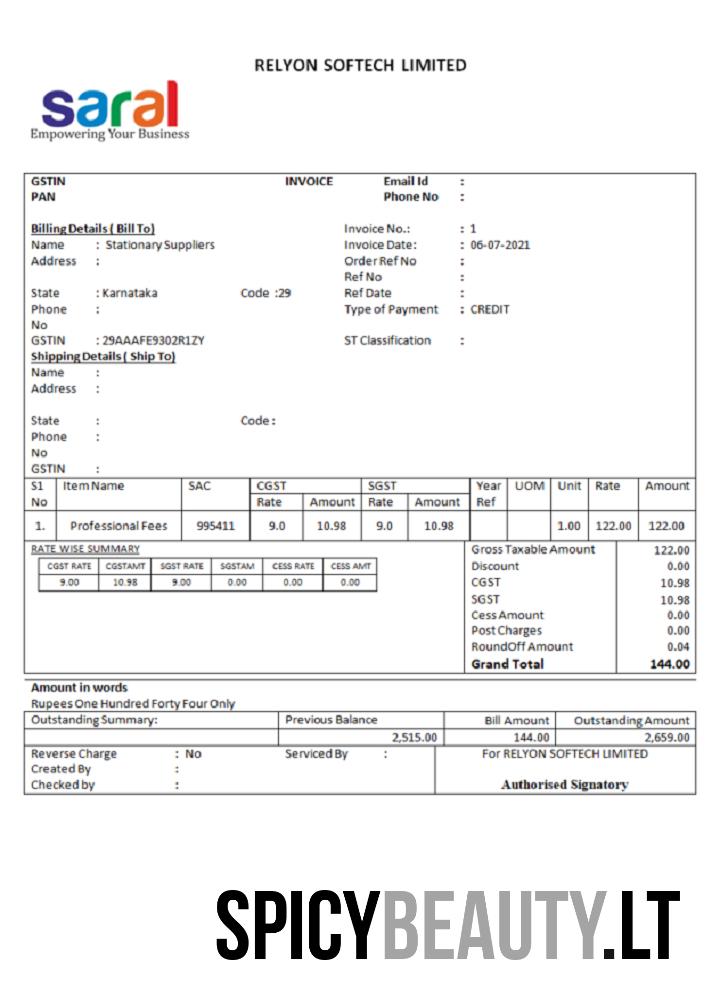 RELYON SOFTECH LIMITED
saral
Empowering Your Business
GSTIN INVOICE Email Id :
PAN Phone No :
Billing Details ( Bill To) Invoice No.: : 1
Name : Stationary Suppliers Invoice Date: : 06-07-2021
Address : Order Ref No :
Ref No :
State : Karnataka Code :29 Ref Date :
Phone : Type of Payment : CREDIT
No
GSTIN : 29AAAFE9302R1ZY ST Classification :
Shipping Details ( Ship To)
Name :
Address :
State : Code :
Phone :
No
GSTIN :
S1 Item Name SAC CGST SGST Year UOM Unit Rate Amount
No Rate Amount Rate Amount Ref
1. Professional Fees 995411 9.0 10.98 9.0 10.98 1.00 122.00 122.00
RATE WISE SUMMARY Gross Taxable Amount 122.00
CGST RATE CGSTAMT SGST RATE SGSTAM CESS RATE CESS AMT Discount 0.00
9.00 10.98 9.00 0.00 0.00 0.00 CGST 10.98
SGST 10.98
Cess Amount 0.00
Post Charges 0.00
RoundOff Amount 0.04
Grand Total 144.00
Amount in words
Rupees One Hundred Forty Four Only
Outstanding Summary: Previous Balance Bill Amount Outstanding Amount
2,515.00 144.00 2,659.00
Reverse Charge : No Serviced By : For RELYON SOFTECH LIMITED
Created By :
Checked by : Authorised Signatory
SPICYBEAUTY.LT